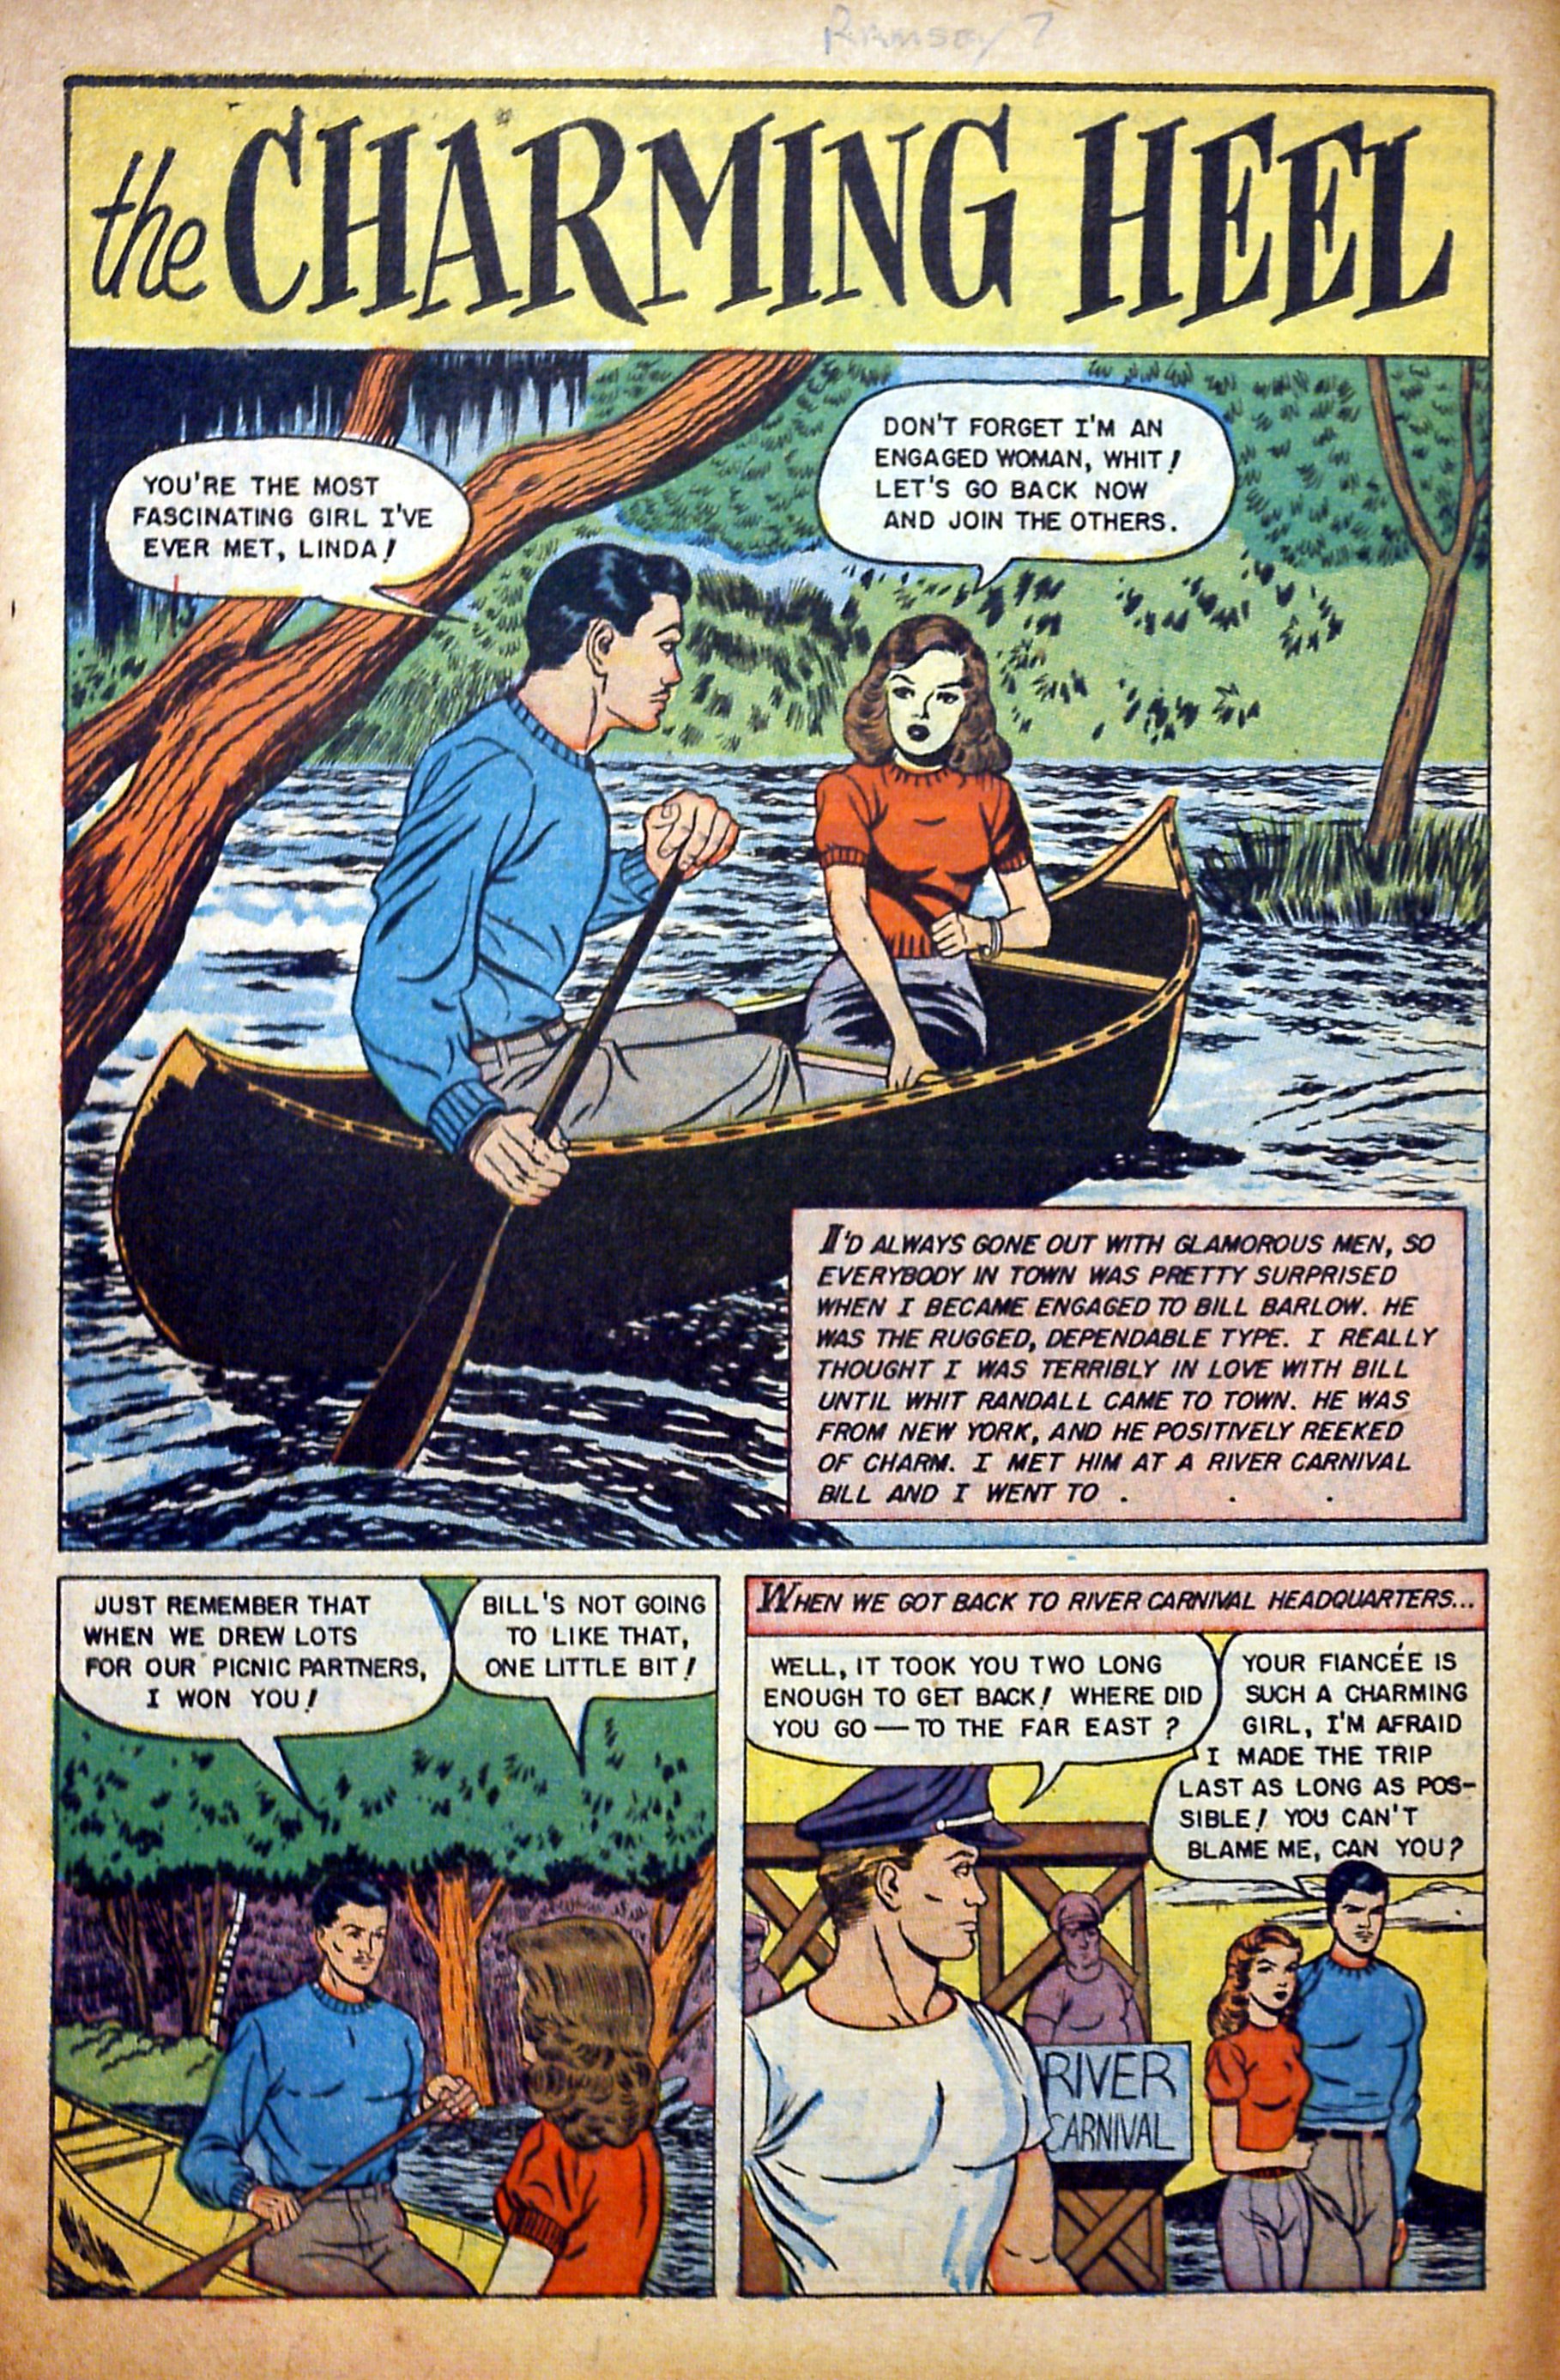 the CHARMING HEEL
YOU'RE THE MOST
FASCINATING GIRL I'VE
EVER MET, LINDA!
DON'T FORGET I'M AN
ENGAGED WOMAN, WHIT!
LET'S GO BACK NOW
AND JOIN THE OTHERS.
I'D ALWAYS GONE OUT WITH GLAMOROUS MEN, SO
EVERYBODY IN TOWN WAS PRETTY SURPRISED
WHEN I BECAME ENGAGED TO BILL BARLOW. HE
WAS THE RUGGED, DEPENDABLE TYPE. I REALLY
THOUGHT I WAS TERRIBLY IN LOVE WITH BILL
UNTIL WHIT RANDALL CAME TO TOWN. HE WAS
FROM NEW YORK, AND HE POSITIVELY REEKED
OF CHARM. I MET HIM AT A RIVER CARNIVAL
BILL AND I WENT TO . . .
JUST REMEMBER THAT
WHEN WE DREW LOTS
FOR OUR PICNIC PARTNERS,
I WON YOU!
BILL'S NOT GOING
TO LIKE THAT,
ONE LITTLE BIT!
WHEN WE GOT BACK TO RIVER CARNIVAL HEADQUARTERS...
WELL, IT TOOK YOU TWO LONG
ENOUGH TO GET BACK! WHERE DID
YOU GO — TO THE FAR EAST?
YOUR FIANCÉE IS
SUCH A CHARMING
GIRL, I'M AFRAID
I MADE THE TRIP
LAST AS LONG AS POS-
SIBLE! YOU CAN'T
BLAME ME, CAN YOU?
RIVER
CARNIVAL